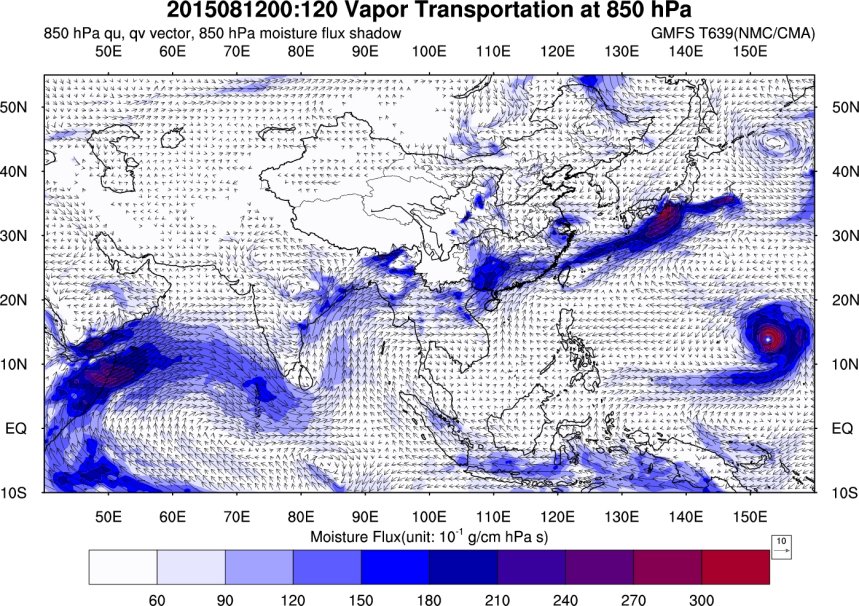 2015081200:120 Vapor Transportation at 850 hPa
850 hPa qu, qv vector, 850 hPa moisture flux shadow GMFS T639(NMC/CMA)
50E 60E 70E 80E 90E 100E 110E 120E 130E 140E 150E
50N 50N
40N 40N
30N 30N
20N 20N
10N 10N
EQ EQ
10S 10S
50E 60E 70E 80E 90E 100E 110E 120E 130E 140E 150E
Moisture Flux(unit: 10⁻¹ g/cm hPa s)
10
60 90 120 150 180 210 240 270 300